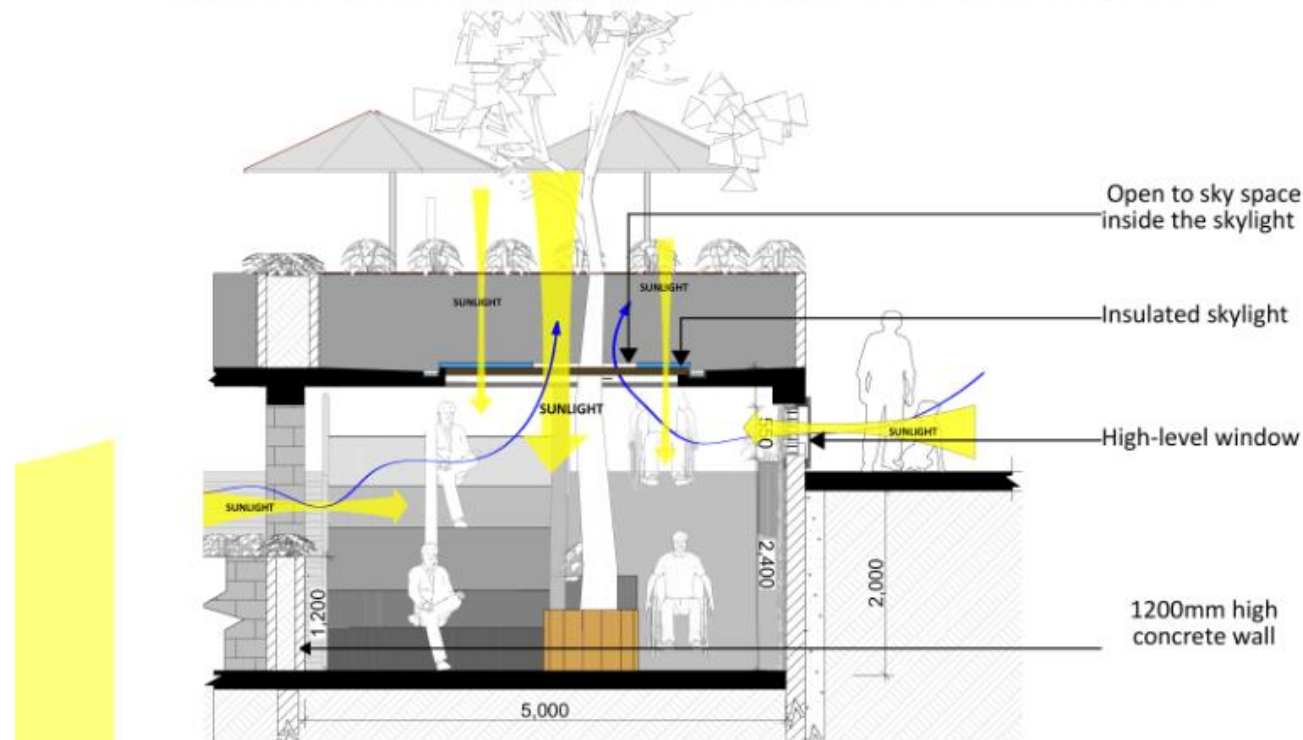 Open to sky space
inside the skylight
SUNLIGHT
SUNLIGHT
Insulated skylight
SUNLIGHT
550
SUNLIGHT
High-level window
SUNLIGHT
2,400
2,000
1,200
1200mm high
concrete wall
5,000